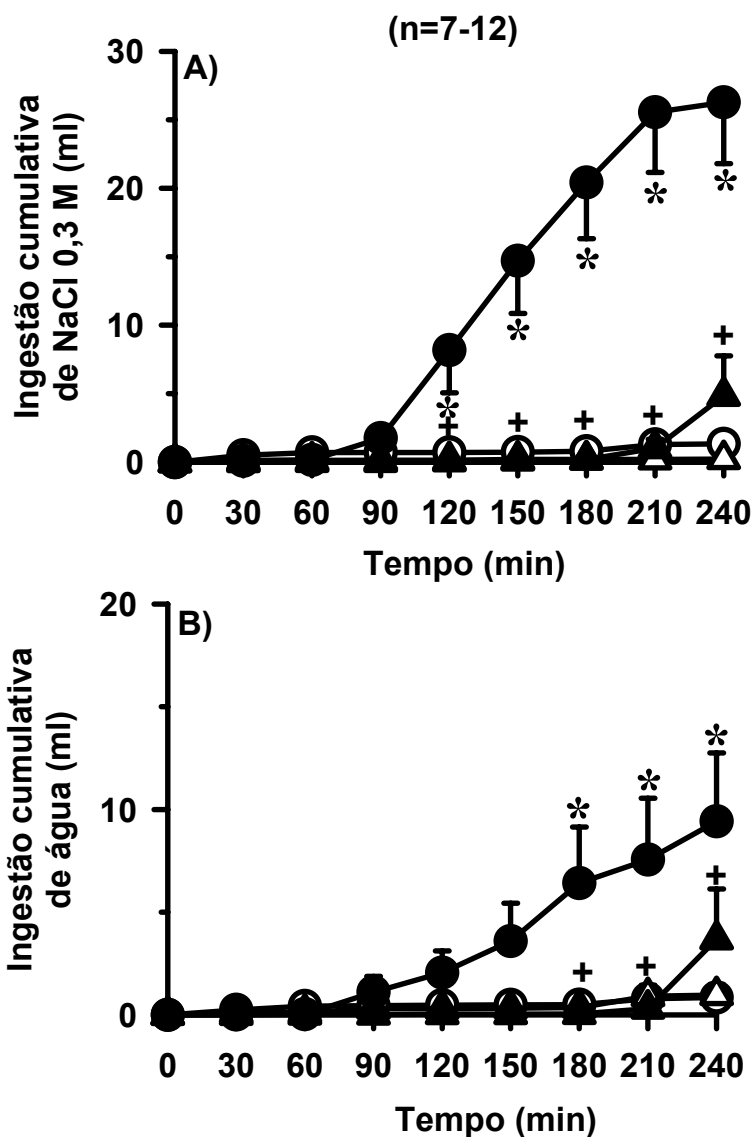 (n=7-12)
A)
Ingestão cumulativa
de NaCl 0,3 M (ml)
30
20
10
0
* * * * *
+ + + + +
0 30 60 90 120 150 180 210 240
Tempo (min)
B)
Ingestão cumulativa
de água (ml)
20
10
0
* * *
+ + +
0 30 60 90 120 150 180 210 240
Tempo (min)